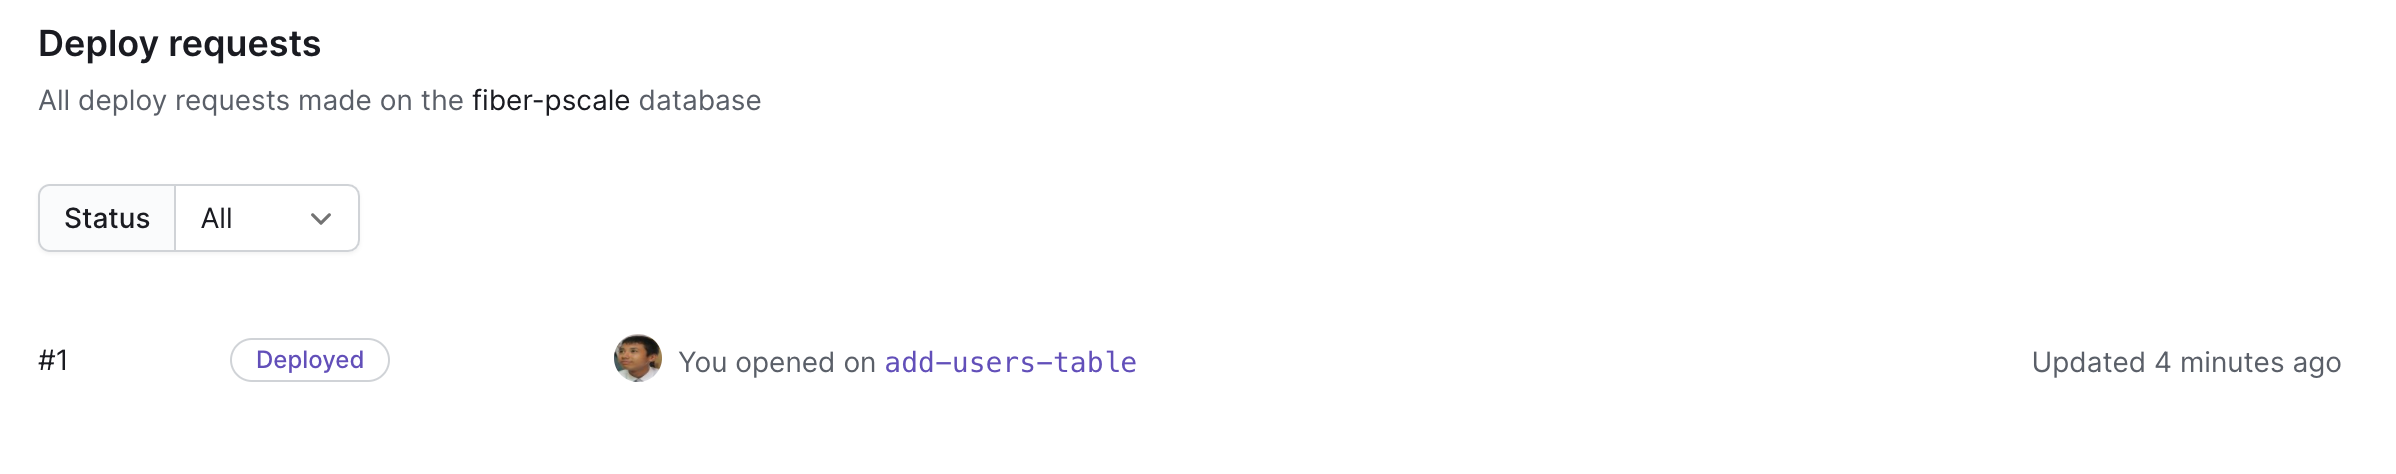 Deploy requests
All deploy requests made on the fiber-pscale database
Status All
#1 Deployed You opened on add-users-table Updated 4 minutes ago